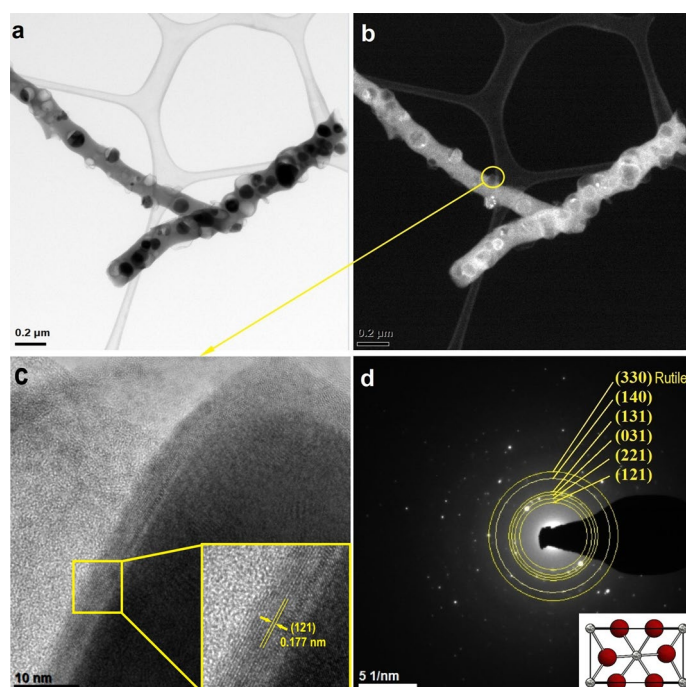 a
b
0.2 μm
0.2 μm
c
d
(330) Rutile
(140)
(131)
(031)
(221)
(121)
(121)
0.177 nm
10 nm
5 1/nm